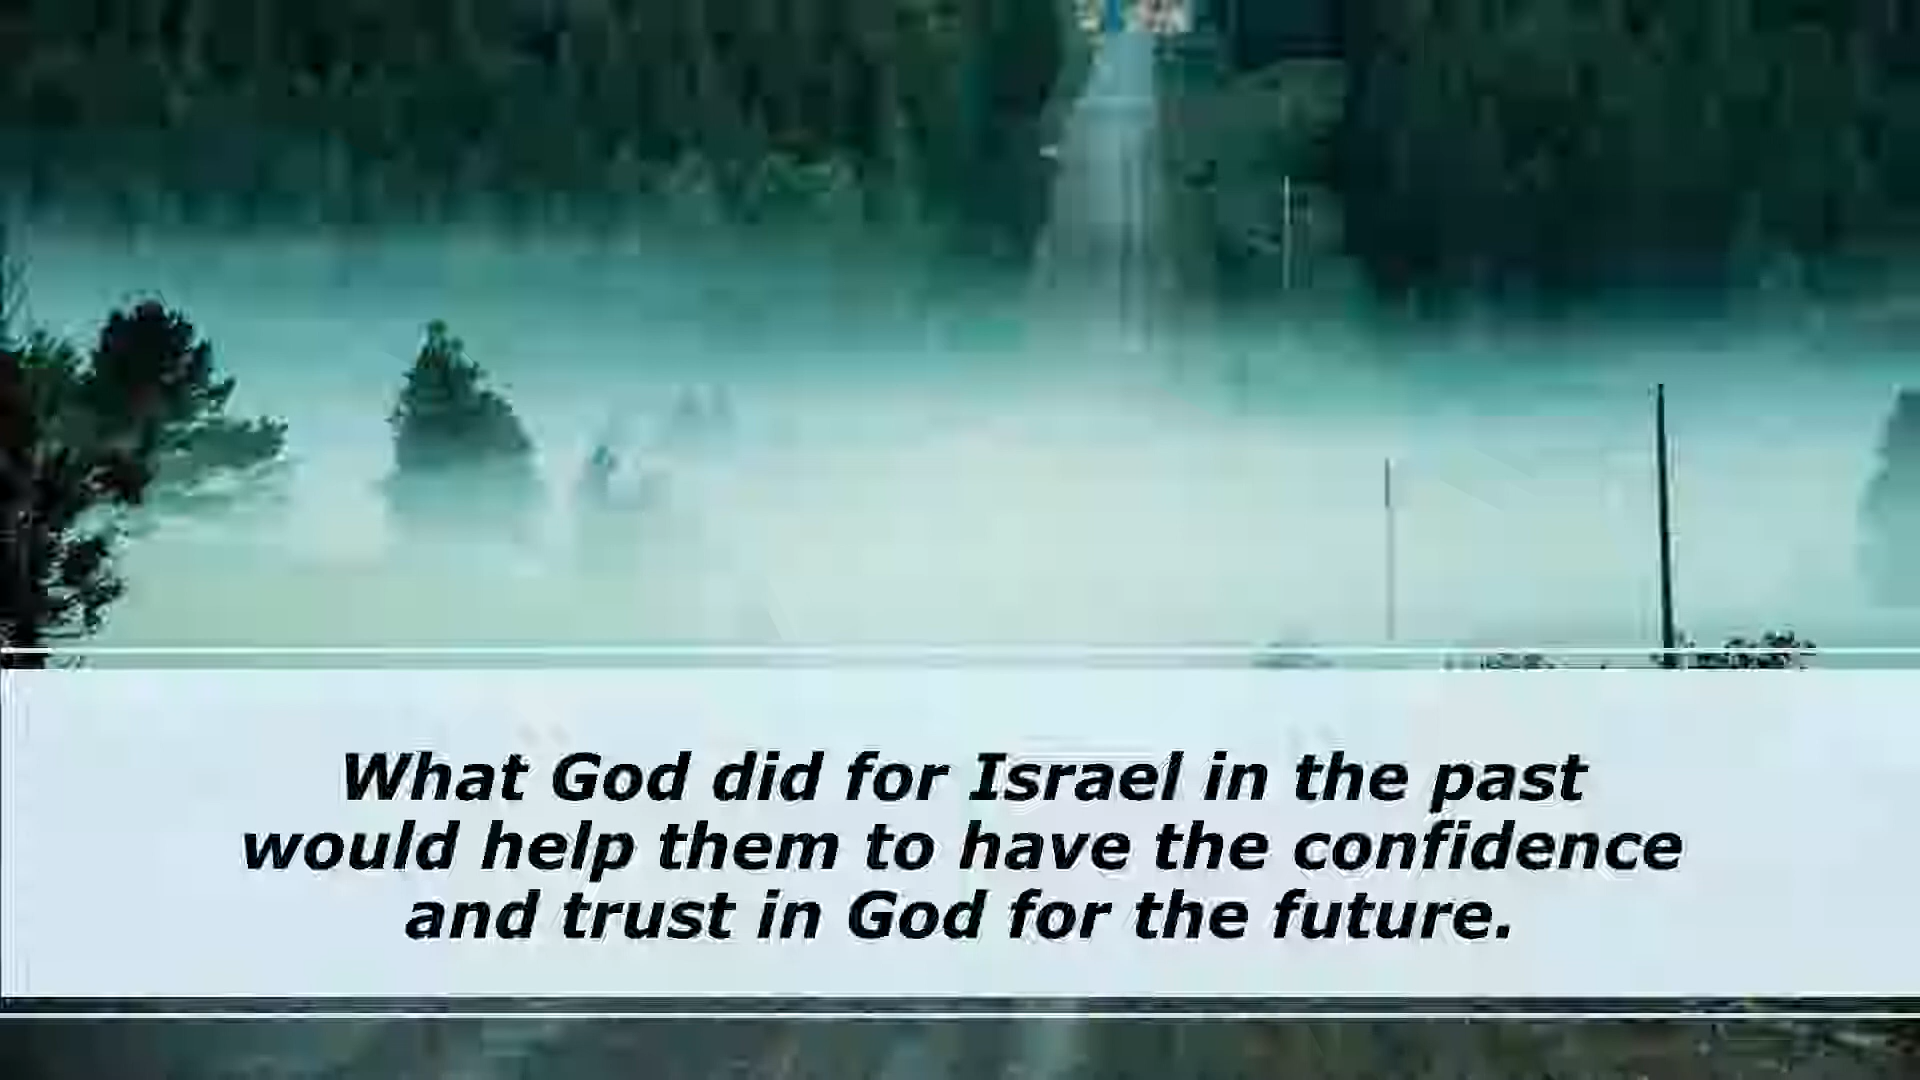 What God did for Israel in the past
would help them to have the confidence
and trust in God for the future.